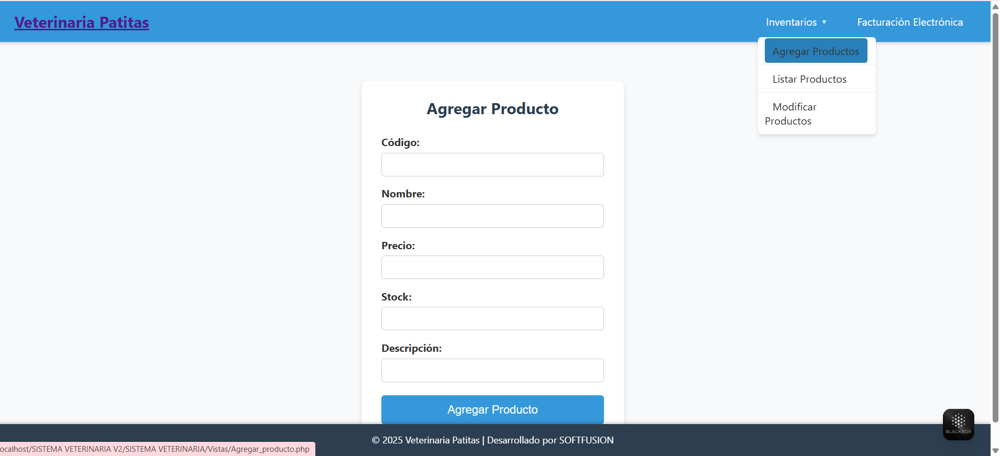 Veterinaria Patitas
Inventarios ▼
Facturación Electrónica
Agregar Productos
Listar Productos
Modificar
Productos
Agregar Producto
Código:
Nombre:
Precio:
Stock:
Descripción:
Agregar Producto
BLACKBOX
© 2025 Veterinaria Patitas | Desarrollado por SOFTFUSION
ocalhost/SISTEMA VETERINARIA V2/SISTEMA VETERINARIA/Vistas/Agregar_producto.php